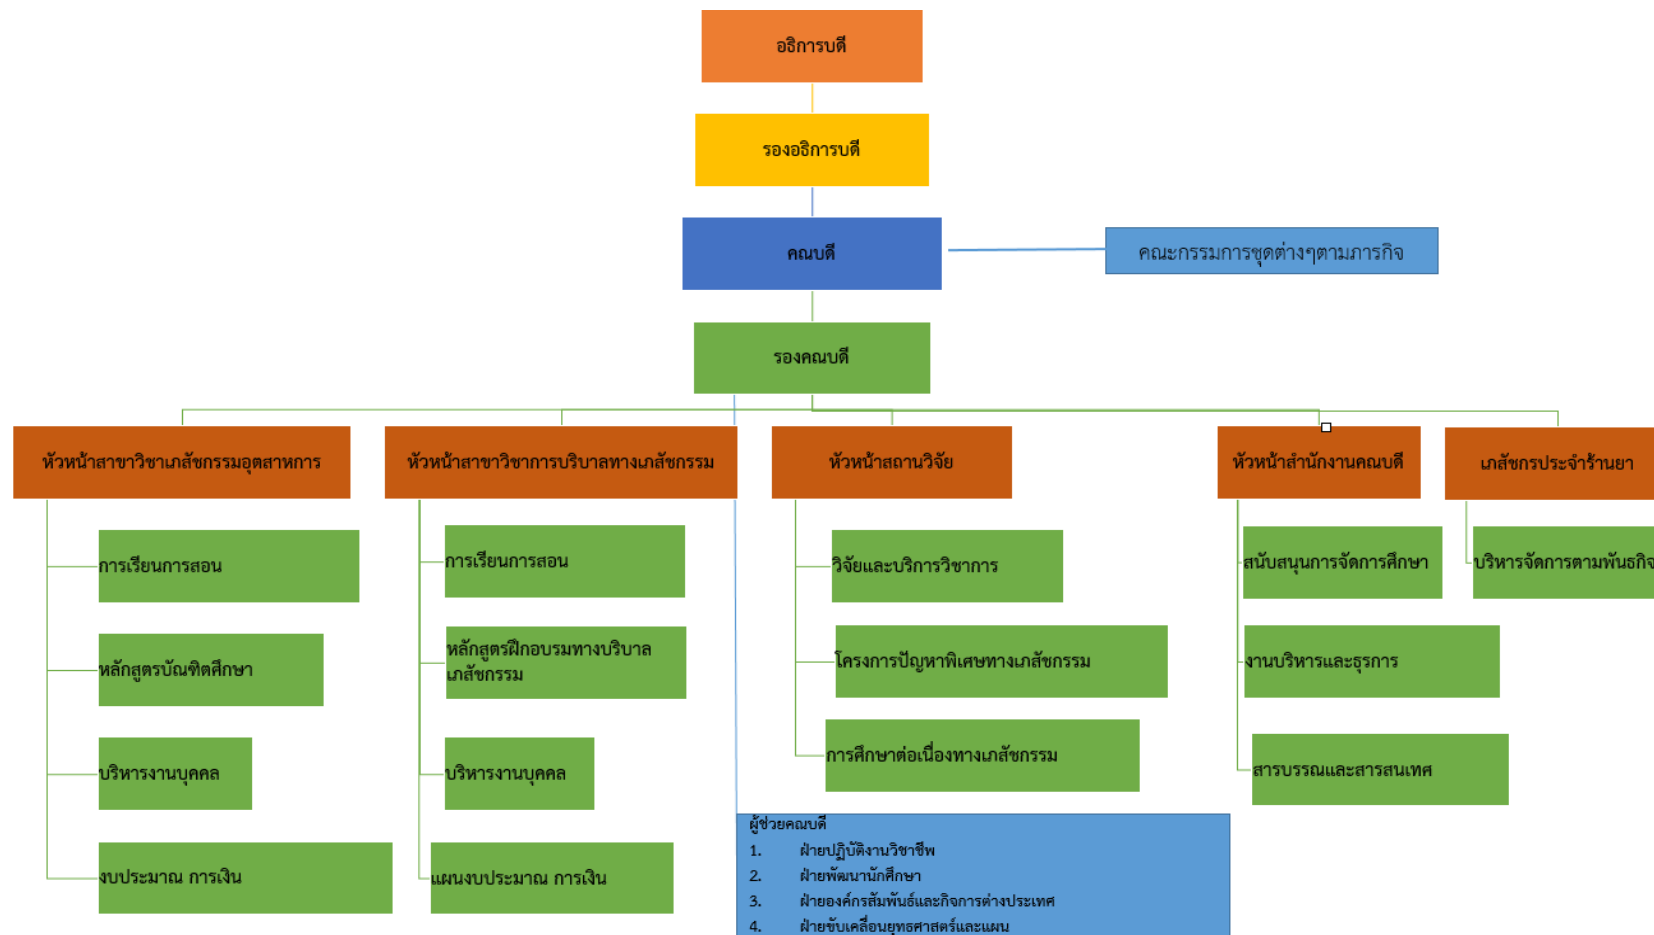 อธิการบดี
รองอธิการบดี
คณบดี
คณะกรรมการชุดต่างๆตามภารกิจ
รองคณบดี
หัวหน้าสาขาวิชาเภสัชกรรมอุตสาหการ
หัวหน้าสาขาวิชาการบริบาลทางเภสัชกรรม
หัวหน้าสถานวิจัย
หัวหน้าสำนักงานคณบดี
เภสัชกรประจำร้านยา
การเรียนการสอน
หลักสูตรบัณฑิตศึกษา
บริหารงานบุคคล
งบประมาณ การเงิน
การเรียนการสอน
หลักสูตรฝึกอบรมทางบริบาล
เภสัชกรรม
บริหารงานบุคคล
แผนงบประมาณ การเงิน
วิจัยและบริการวิชาการ
โครงการปัญหาพิเศษทางเภสัชกรรม
การศึกษาต่อเนื่องทางเภสัชกรรม
สนับสนุนการจัดการศึกษา
งานบริหารและธุรการ
สารบรรณและสารสนเทศ
บริหารจัดการตามพันธกิจ
ผู้ช่วยคณบดี
1. ฝ่ายปฏิบัติงานวิชาชีพ
2. ฝ่ายพัฒนานักศึกษา
3. ฝ่ายองค์กรสัมพันธ์และกิจการต่างประเทศ
4. ฝ่ายขับเคลื่อนยุทธศาสตร์และแผน